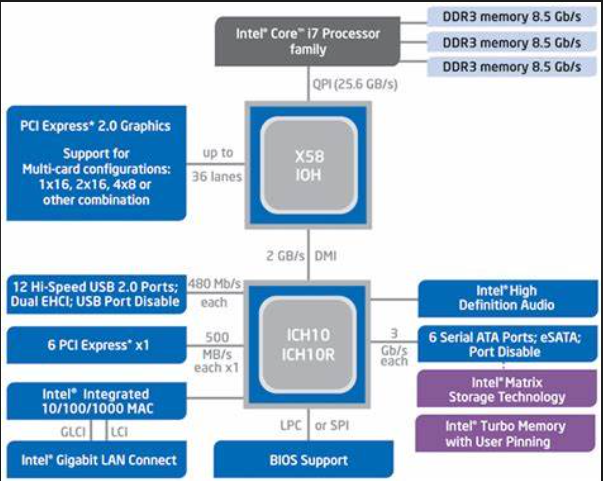 Intel® Core™ i7 Processor
family
DDR3 memory 8.5 Gb/s
DDR3 memory 8.5 Gb/s
DDR3 memory 8.5 Gb/s
QPI (25.6 GB/s)
PCI Express* 2.0 Graphics
Support for
Multi-card configurations:
1x16, 2x16, 4x8 or
other combination
up to
36 lanes
X58
IOH
2 GB/s DMI
12 Hi-Speed USB 2.0 Ports;
Dual EHCI; USB Port Disable
480 Mb/s
each
ICH10
ICH10R
Intel® High
Definition Audio
6 PCI Express* x1
500
MB/s
each x1
3
Gb/s
each
6 Serial ATA Ports; eSATA;
Port Disable
Intel® Matrix
Storage Technology
Intel® Integrated
10/100/1000 MAC
GLCI LCI
LPC or SPI
Intel® Turbo Memory
with User Pinning
Intel® Gigabit LAN Connect
BIOS Support